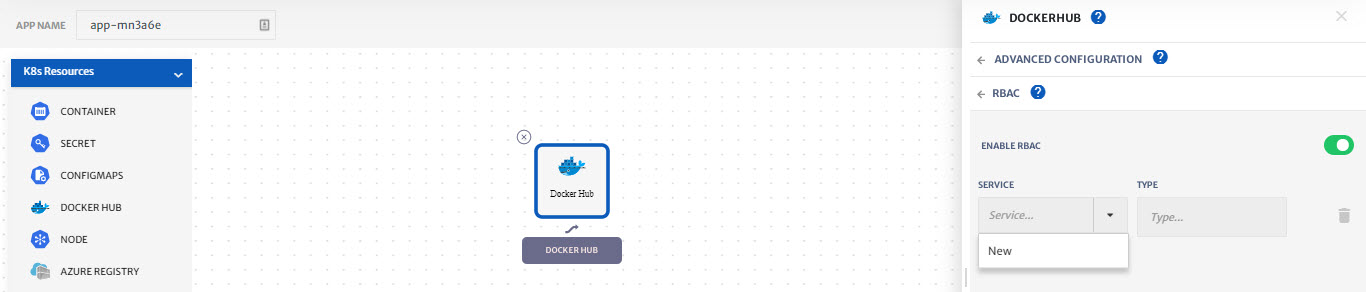 APP NAME
app-mn3a6e
K8s Resources
CONTAINER
SECRET
CONFIGMAPS
DOCKER HUB
NODE
AZURE REGISTRY
Docker Hub
DOCKER HUB
DOCKERHUB ?
ADVANCED CONFIGURATION ?
RBAC ?
ENABLE RBAC
SERVICE TYPE
Service... Type...
New